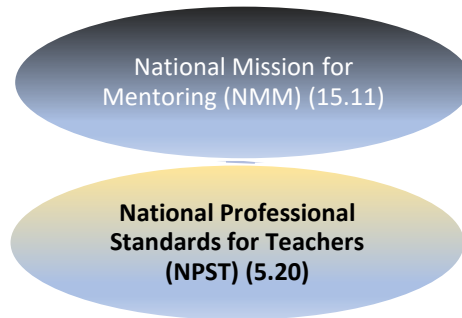 National Mission for
Mentoring (NMM) (15.11)
National Professional
Standards for Teachers
(NPST) (5.20)